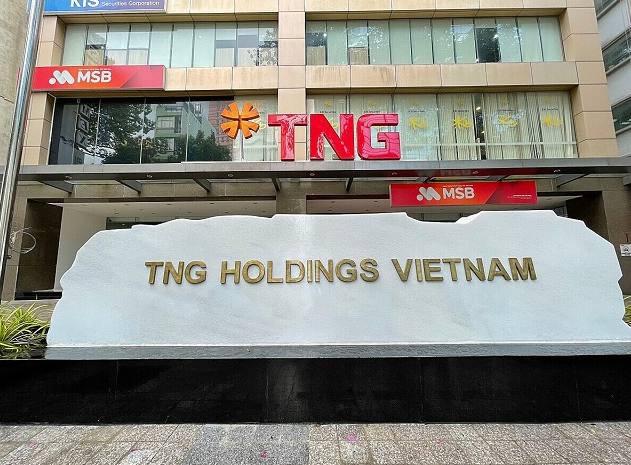 KIS Securities Corporation
MSB
TNG
MSB
TNG HOLDINGS VIETNAM